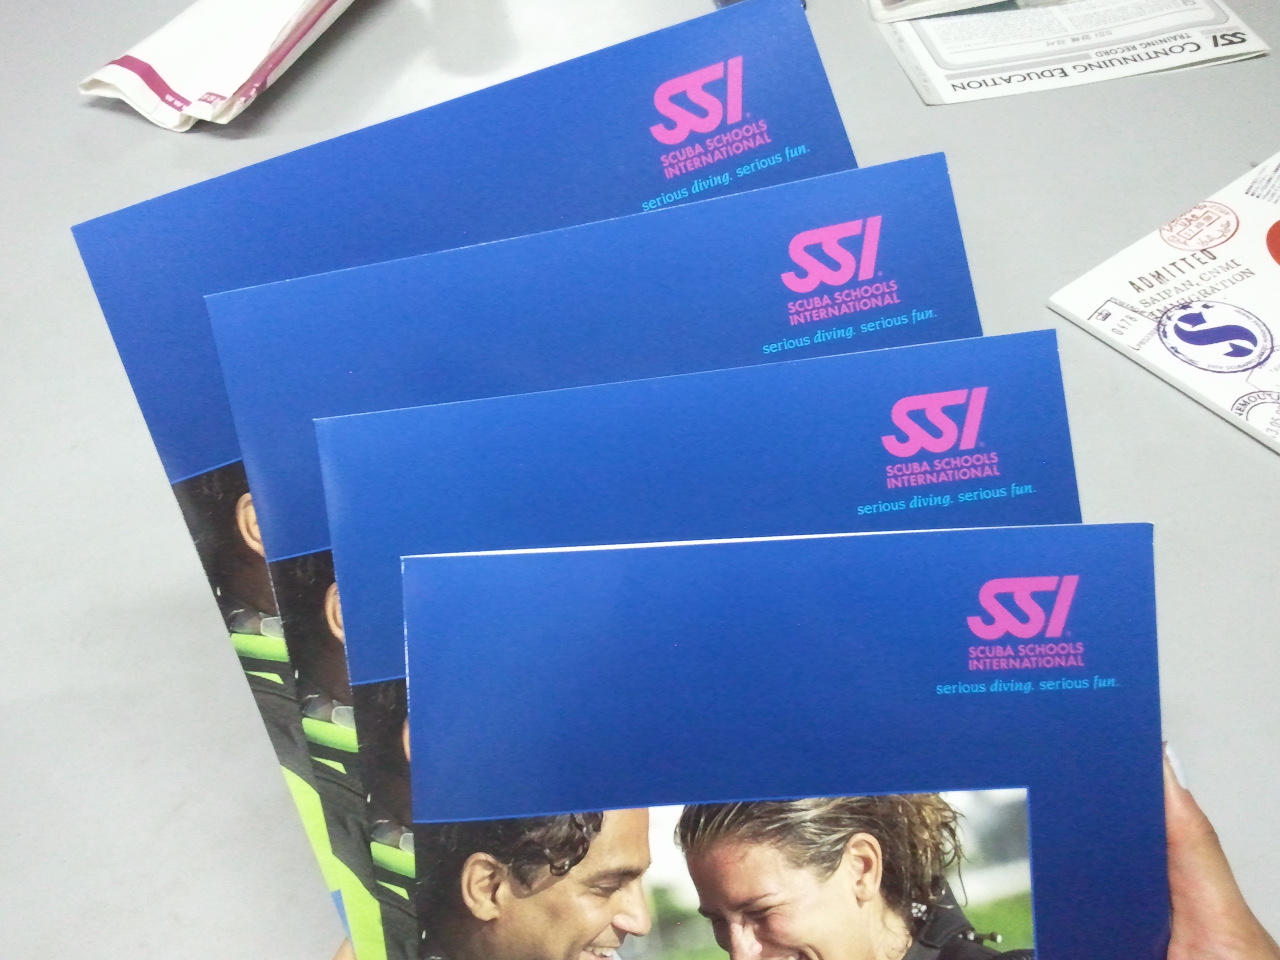 SSI
SCUBA SCHOOLS
INTERNATIONAL
serious diving. serious fun.
SSI
SCUBA SCHOOLS
INTERNATIONAL
serious diving. serious fun.
SSI
SCUBA SCHOOLS
INTERNATIONAL
serious diving. serious fun.
SSI
SCUBA SCHOOLS
INTERNATIONAL
serious diving. serious fun.
SSI CONTINUING EDUCATION
TRAINING RECORD
ADMITTED
SAIPAN, CNMI
IMMIGRATION
0478
S